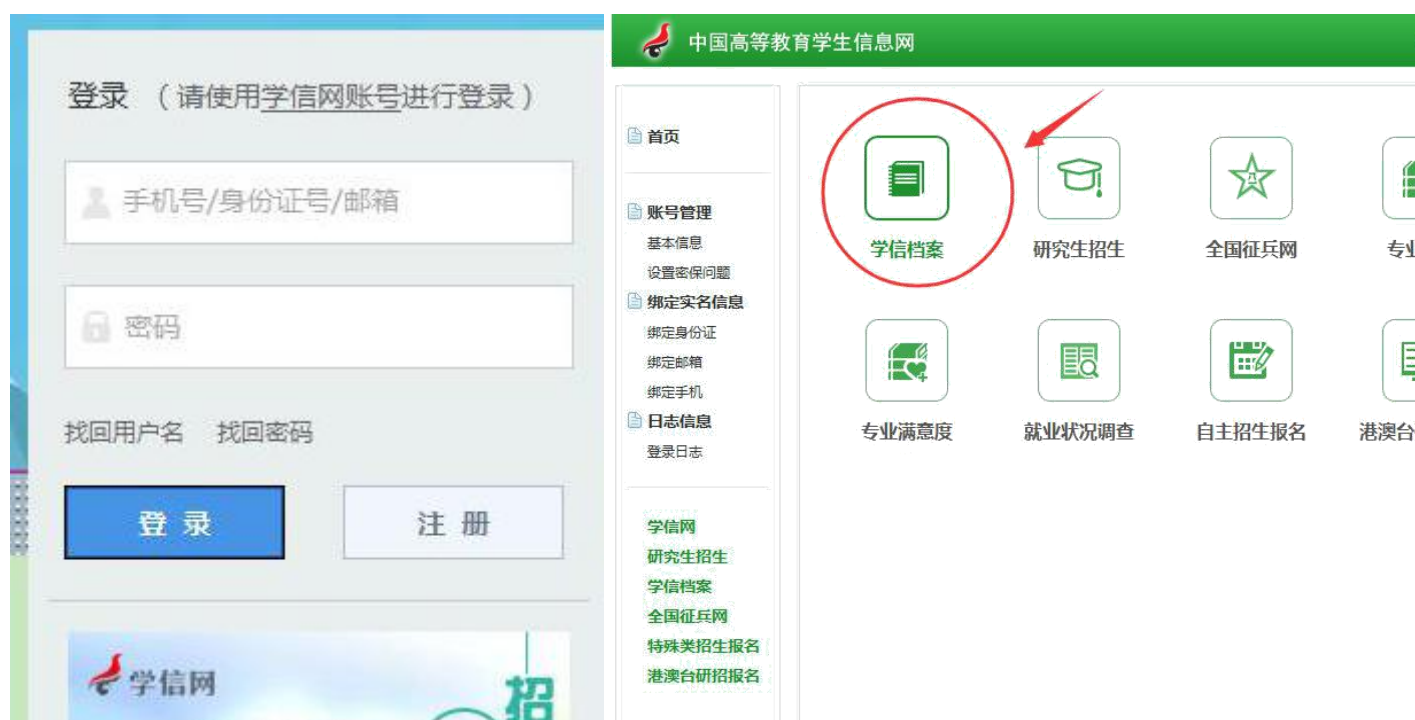 登录 （请使用学信网账号进行登录）
手机号/身份证号/邮箱
密码
找回用户名 找回密码
登 录 注 册
学信网
招
中国高等教育学生信息网
首页
账号管理
基本信息
设置密保问题
绑定实名信息
绑定身份证
绑定邮箱
绑定手机
日志信息
登录日志
学信网
研究生招生
学信档案
全国征兵网
特殊类招生报名
港澳台研招报名
学信档案 研究生招生 全国征兵网 专业
专业满意度 就业状况调查 自主招生报名 港澳台